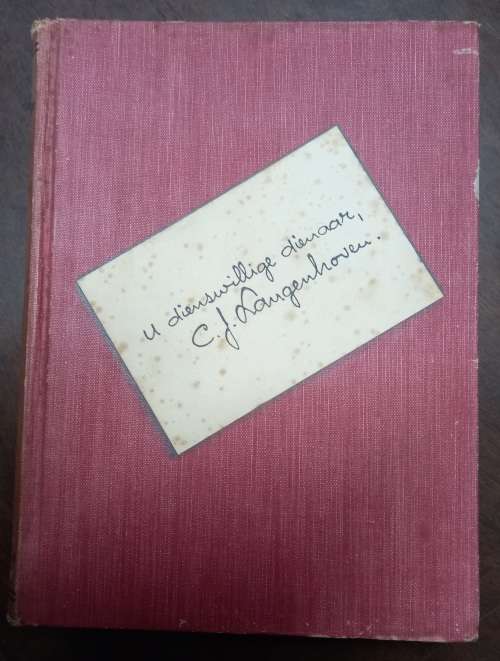 U dienswillige dienaar,
C. J. Langenhoven.